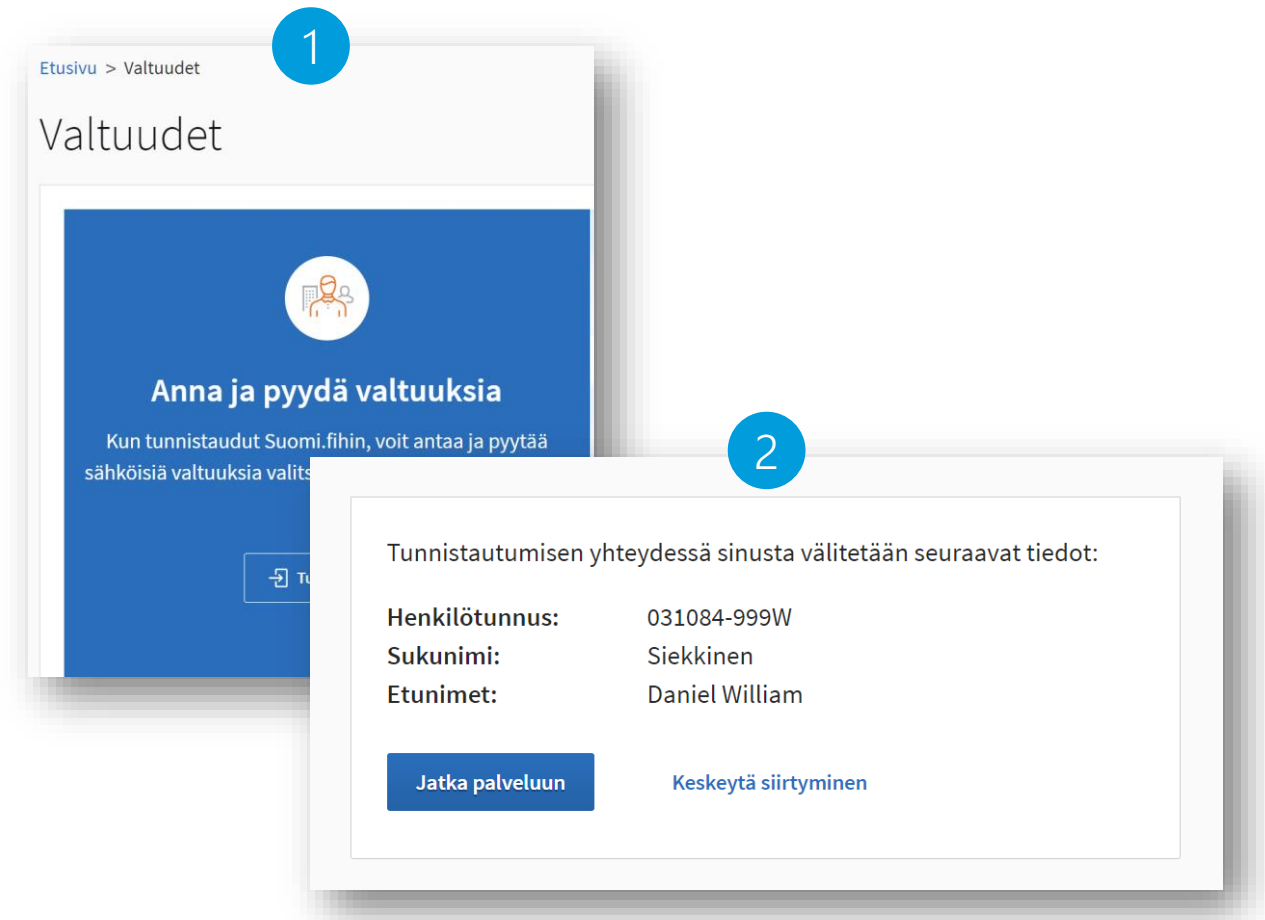 1
Etusivu > Valtuudet
Valtuudet
Anna ja pyydä valtuuksia
Kun tunnistaudut Suomi.fihin, voit antaa ja pyytää
sähköisiä valtuuksia
2
Tunnistautumisen yhteydessä sinusta välitetään seuraavat tiedot:
Henkilötunnus: 031084-999W
Sukunimi: Siekkinen
Etunimet: Daniel William
Jatka palveluun Keskeytä siirtyminen